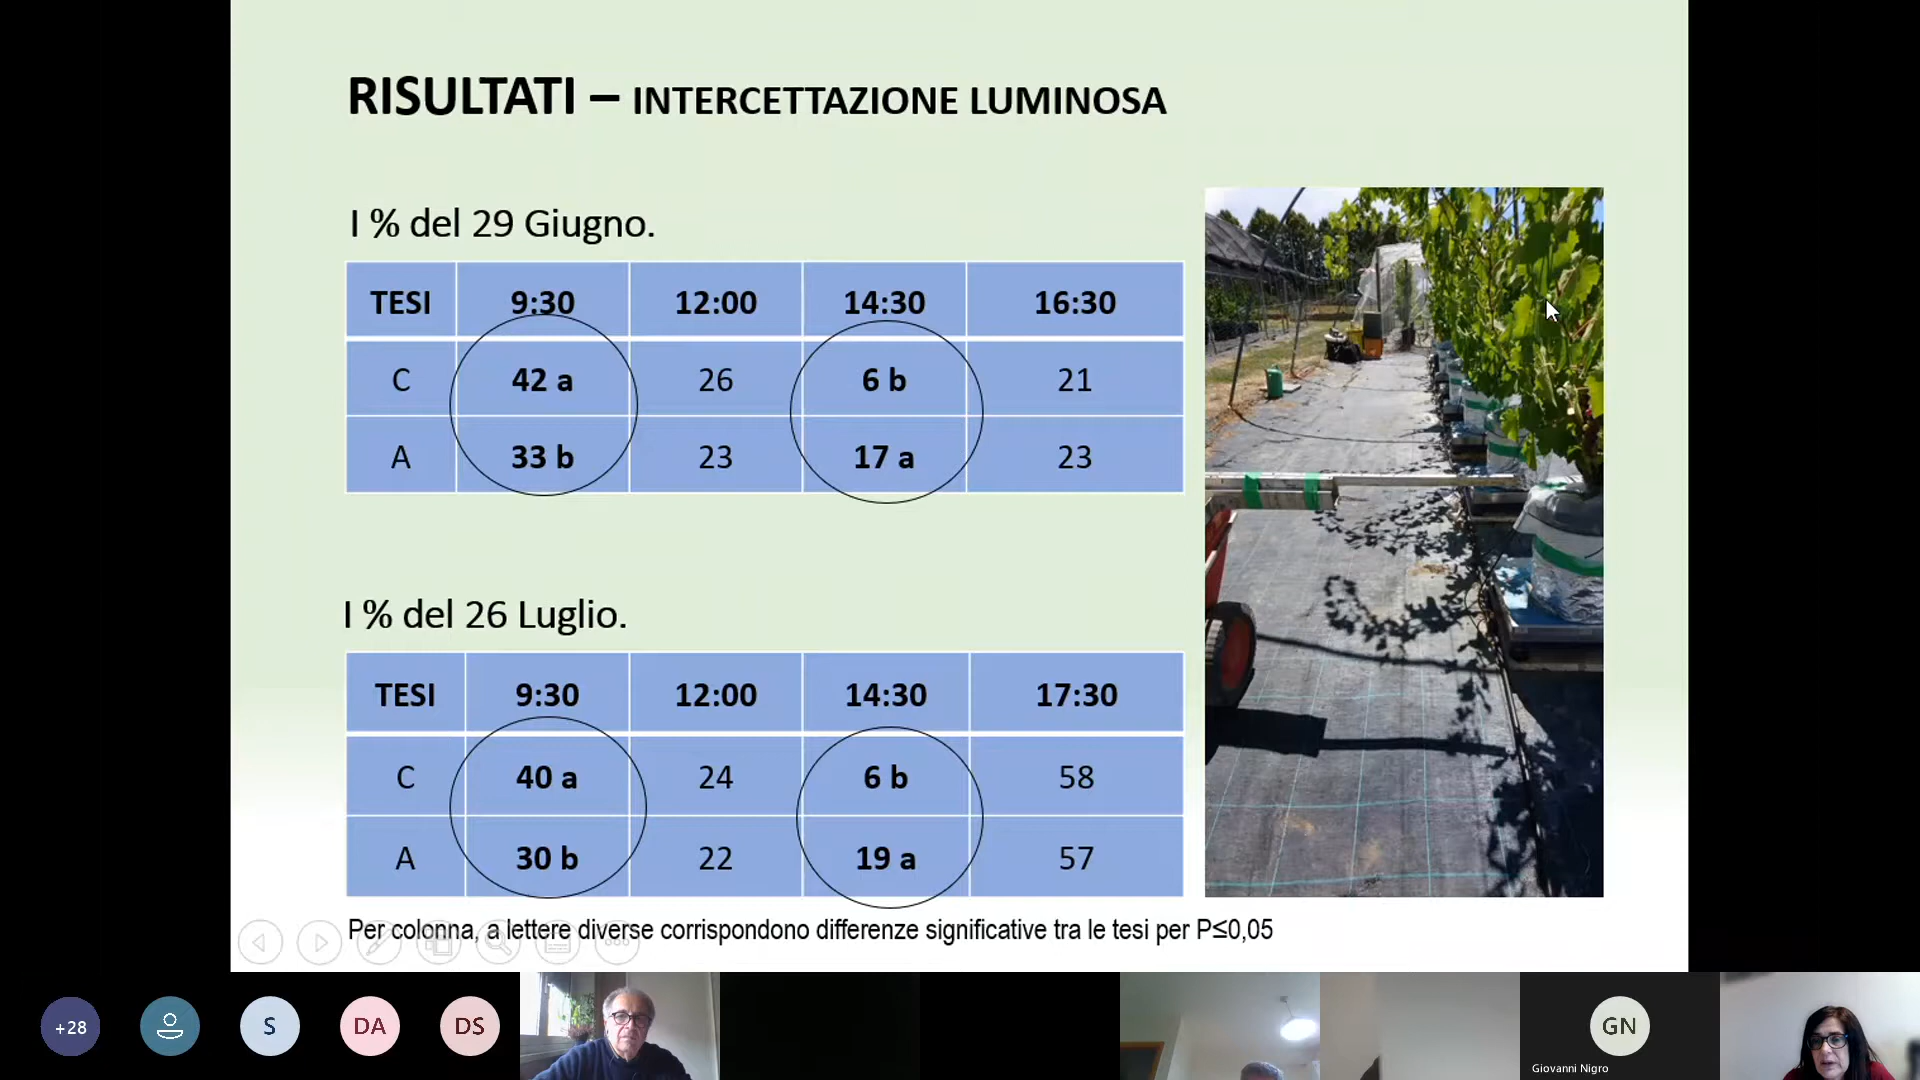 RISULTATI – INTERCETTAZIONE LUMINOSA
I % del 29 Giugno.
TESI 9:30 12:00 14:30 16:30
C 42 a 26 6 b 21
A 33 b 23 17 a 23
I % del 26 Luglio.
TESI 9:30 12:00 14:30 17:30
C 40 a 24 6 b 58
A 30 b 22 19 a 57
Per colonna, a lettere diverse corrispondono differenze significative tra le tesi per P≤0,05
+28 S DA DS GN
Giovanni Nigro